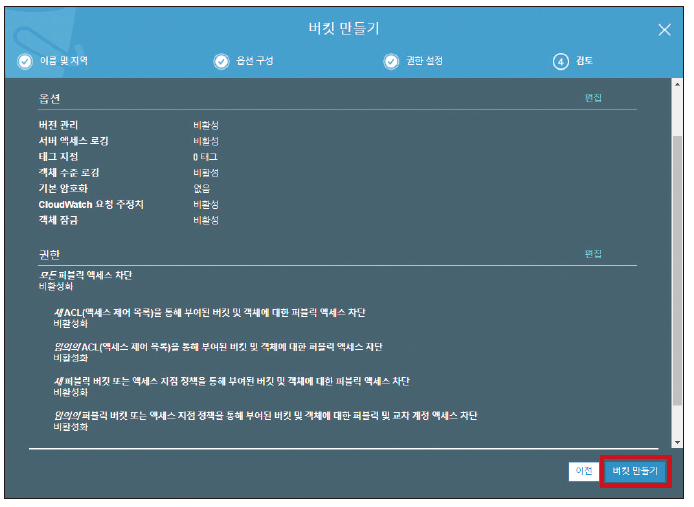 버킷 만들기
이름 및 지역
옵션 구성
권한 설정
4 검토
옵션 편집
버전 관리 비활성
서버 액세스 로깅 비활성
태그 지정 0 태그
객체 수준 로깅 비활성
기본 암호화 없음
CloudWatch 요청 주정치 비활성
객체 잠금 비활성
권한 편집
모든 퍼블릭 액세스 차단
비활성화
새 ACL(액세스 제어 목록)을 통해 부여된 버킷 및 객체에 대한 퍼블릭 액세스 차단
비활성화
임의의 ACL(액세스 제어 목록)을 통해 부여된 버킷 및 객체에 대한 퍼블릭 액세스 차단
비활성화
새 퍼블릭 버킷 또는 액세스 지점 정책을 통해 부여된 버킷 및 객체에 대한 퍼블릭 액세스 차단
비활성화
임의의 퍼블릭 버킷 또는 액세스 지점 정책을 통해 부여된 버킷 및 객체에 대한 퍼블릭 및 교차 계정 액세스 차단
비활성화
이전
버킷 만들기